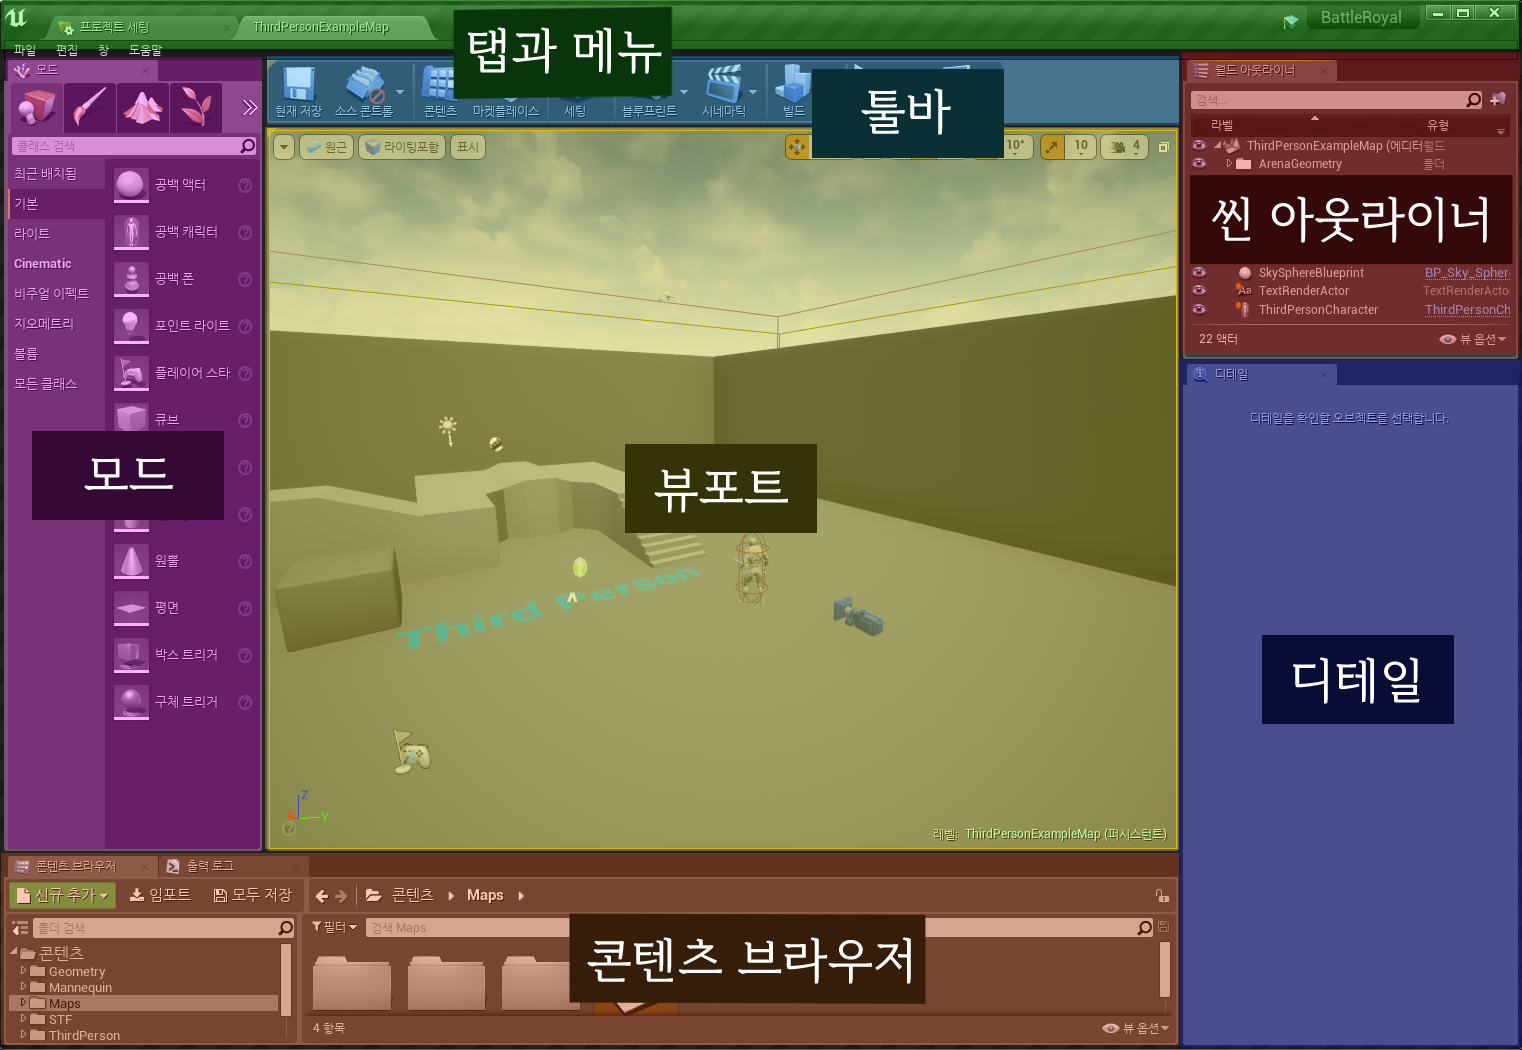 프로젝트 세팅
ThirdPersonExampleMap
BattleRoyal
파일 편집 창 도움말
탭과 메뉴
모드
현재 저장
소스 콘트롤
콘텐츠
마켓플레이스
세팅
블루프린트
시네마틱
빌드
툴바
클래스 검색
최근 배치됨
기본
라이트
Cinematic
비주얼 이펙트
지오메트리
볼륨
모든 클래스
공백 액터
공백 캐릭터
공백 폰
포인트 라이트
플레이어 스타
큐브
모드
원뿔
평면
박스 트리거
구체 트리거
원근
라이팅포함
표시
10°
10
4
뷰포트
Third Person
Z
X
Y
레벨: ThirdPersonExampleMap (퍼시스턴트)
월드 아웃라이너
검색...
라벨
유형
ThirdPersonExampleMap (에디터 월드
ArenaGeometry 폴더
씬 아웃라이너
SkySphereBlueprint BP_Sky_Spher
TextRenderActor TextRenderActo
ThirdPersonCharacter ThirdPersonCh
22 액터
뷰 옵션
디테일
디테일을 확인할 오브젝트를 선택합니다.
디테일
콘텐츠 브라우저
출력 로그
신규 추가
임포트
모두 저장
콘텐츠
Maps
폴더 검색
콘텐츠
Geometry
Mannequin
Maps
STF
ThirdPerson
필터
검색 Maps
콘텐츠 브라우저
4 항목
뷰 옵션